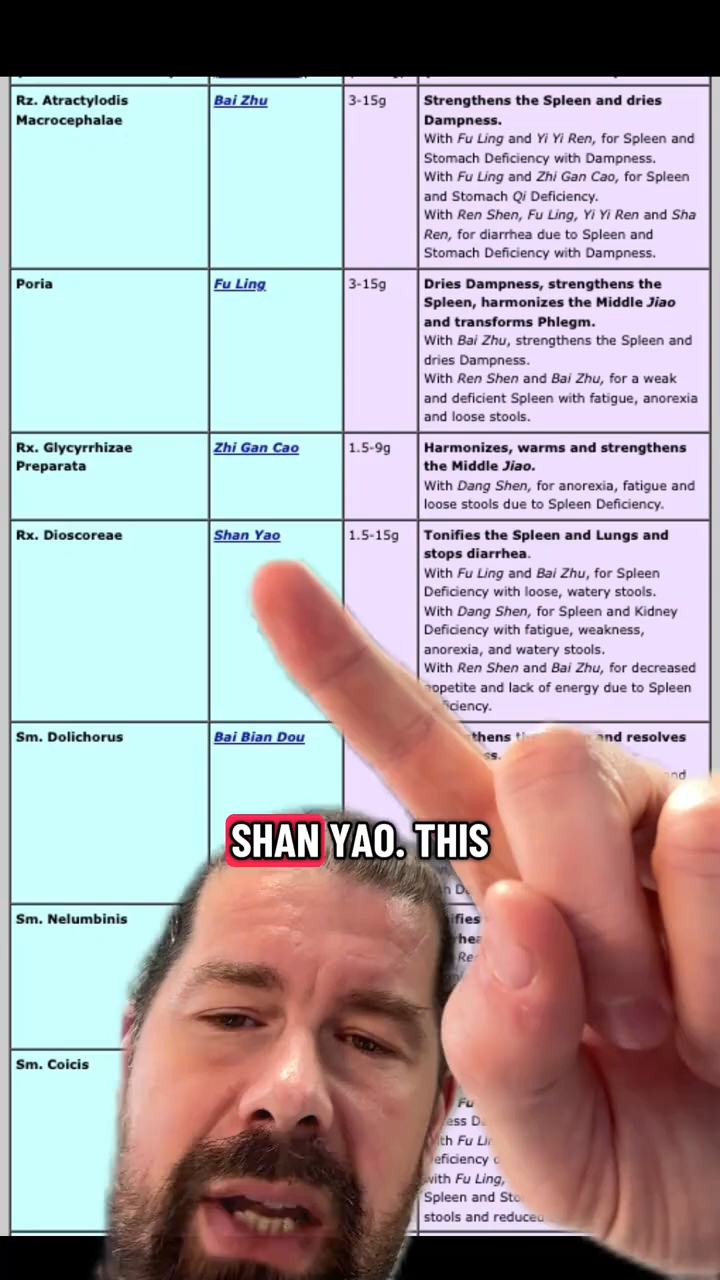 Rz. Atractylodis
Macrocephalae
Bai Zhu
3-15g
Strengthens the Spleen and dries
Dampness.
With Fu Ling and Yi Yi Ren, for Spleen and
Stomach Deficiency with Dampness.
With Fu Ling and Zhi Gan Cao, for Spleen
and Stomach Qi Deficiency.
With Ren Shen, Fu Ling, Yi Yi Ren and Sha
Ren, for diarrhea due to Spleen and
Stomach Deficiency with Dampness.
Poria
Fu Ling
3-15g
Dries Dampness, strengthens the
Spleen, harmonizes the Middle Jiao
and transforms Phlegm.
With Bai Zhu, strengthens the Spleen and
dries Dampness.
With Ren Shen and Bai Zhu, for a weak
and deficient Spleen with fatigue, anorexia
and loose stools.
Rx. Glycyrrhizae
Preparata
Zhi Gan Cao
1.5-9g
Harmonizes, warms and strengthens
the Middle Jiao.
With Dang Shen, for anorexia, fatigue and
loose stools due to Spleen Deficiency.
Rx. Dioscoreae
Shan Yao
1.5-15g
Tonifies the Spleen and Lungs and
stops diarrhea.
With Fu Ling and Bai Zhu, for Spleen
Deficiency with loose, watery stools.
With Dang Shen, for Spleen and Kidney
Deficiency with fatigue, weakness,
anorexia, and watery stools.
With Ren Shen and Bai Zhu, for decreased
appetite and lack of energy due to Spleen
Sm. Dolichorus
Bai Bian Dou
and resolves
SHAN YAO. THIS
Sm. Nelumbinis
Sm. Coicis
Fu
with Fu Ling,
Spleen and
stools and reduced